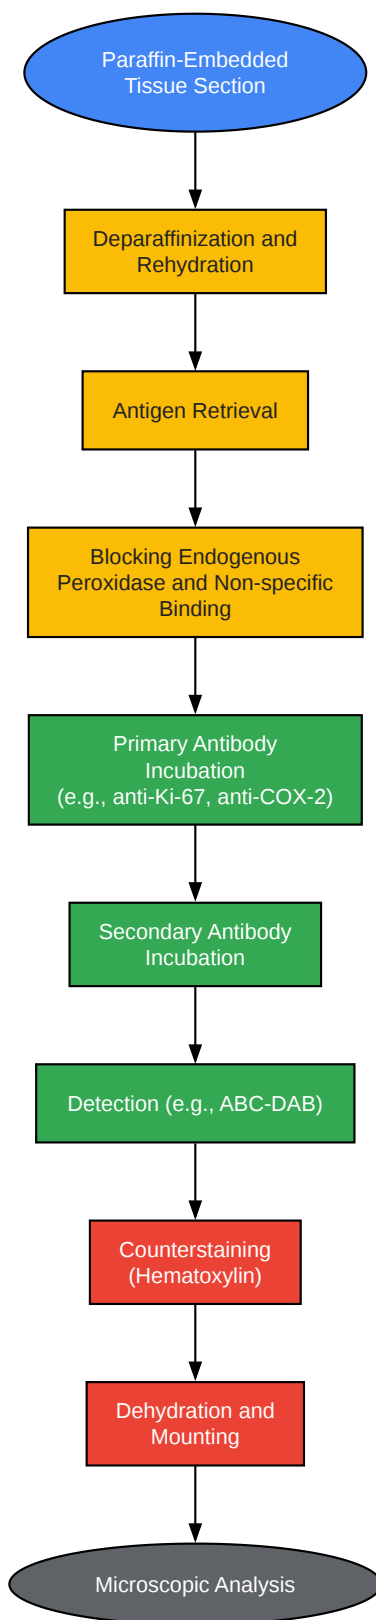 Paraffin-Embedded
Tissue Section
Deparaffinization and
Rehydration
Antigen Retrieval
Blocking Endogenous
Peroxidase and Non-specific
Binding
Primary Antibody
Incubation
(e.g., anti-Ki-67, anti-COX-2)
Secondary Antibody
Incubation
Detection (e.g., ABC-DAB)
Counterstaining
(Hematoxylin)
Dehydration and
Mounting
Microscopic Analysis